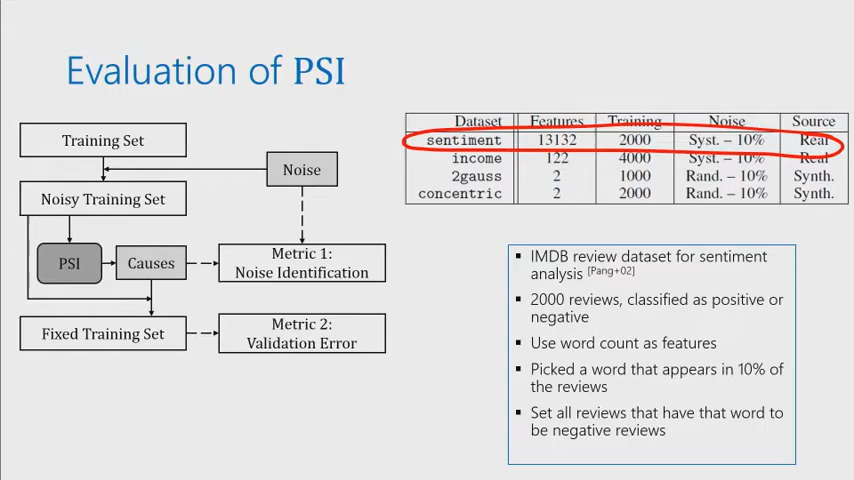 Evaluation of PSI
Training Set
Noise
Noisy Training Set
PSI
Causes
Metric 1:
Noise Identification
Fixed Training Set
Metric 2:
Validation Error
Dataset Features Training Noise Source
sentiment 13132 2000 Syst. – 10% Real
income 122 4000 Syst. – 10% Real
2gauss 2 1000 Rand. – 10% Synth.
concentric 2 2000 Rand. – 10% Synth.
▪ IMDB review dataset for sentiment
analysis [Pang+02]
▪ 2000 reviews, classified as positive or
negative
▪ Use word count as features
▪ Picked a word that appears in 10% of
the reviews
▪ Set all reviews that have that word to
be negative reviews